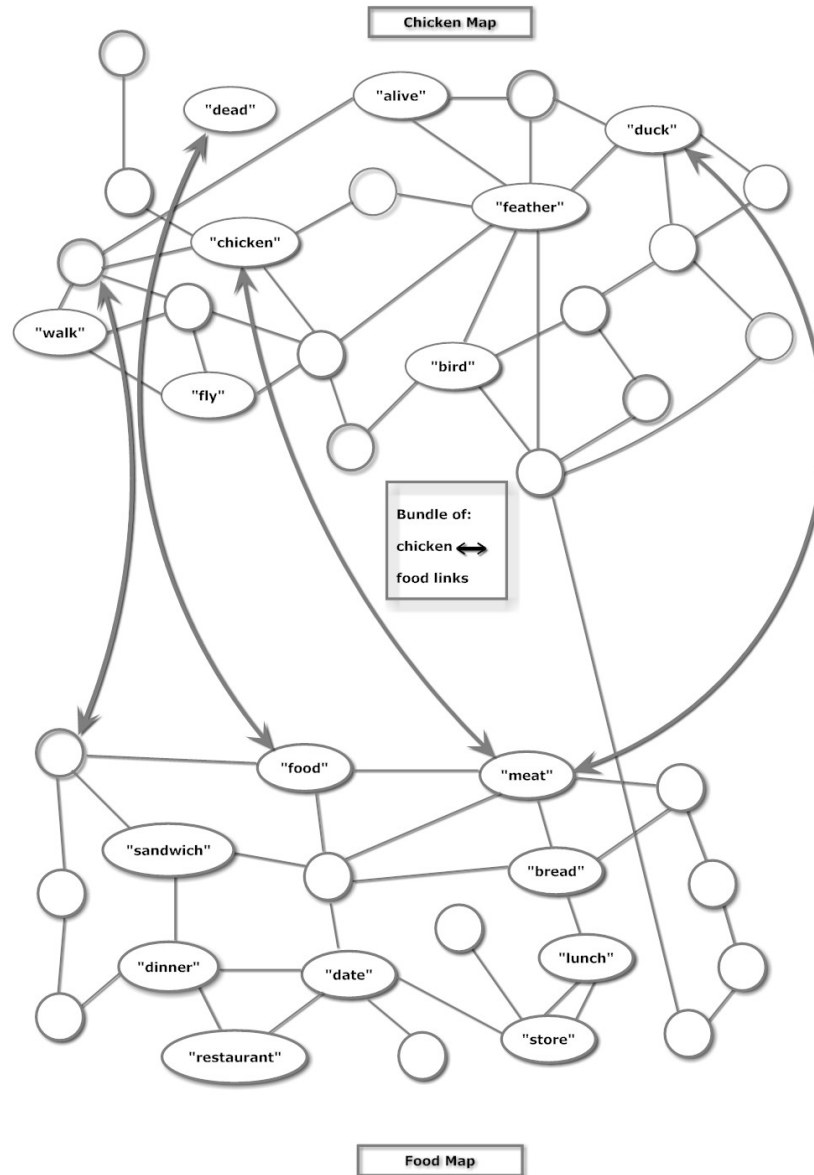 Chicken Map
"dead"
"alive"
"duck"
"feather"
"chicken"
"walk"
"bird"
"fly"
Bundle of:
chicken ⟷
food links
"food"
"meat"
"sandwich"
"bread"
"dinner"
"date"
"lunch"
"store"
"restaurant"
Food Map